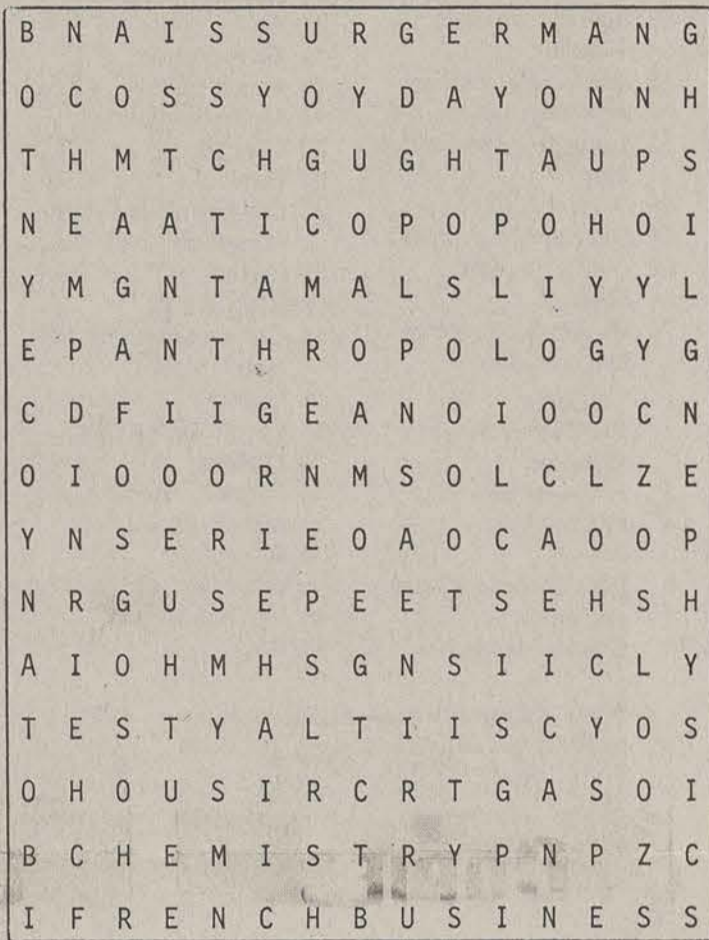 B N A I S S U R G E R M A N G
O C O S S Y O Y D A Y O N N H
T H M T C H G U G H T A U P S
N E A A T I C O P O P O H O I
Y M G N T A M A L S L I Y Y L
E P A N T H R O P O L O G Y G
C D F I I G E A N O I O O C N
O I O O O R N M S O L C L Z E
Y N S E R I E O A O C A O O P
N R G U S E P E E T S E H S H
A I O H M H S G N S I I C L Y
T E S T Y A L T I I S C Y O S
O H O U S I R C R T G A S O I
B C H E M I S T R Y P N P Z C
I F R E N C H B U S I N E S S